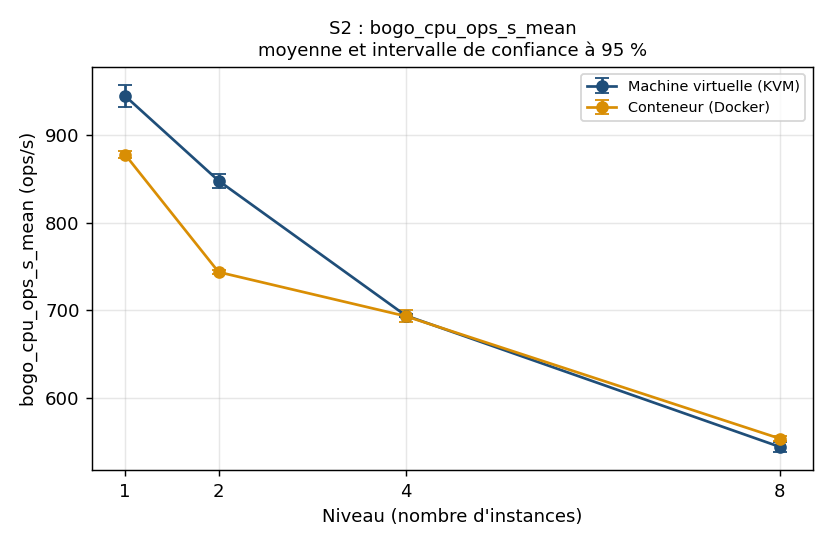 S2 : bogo_cpu_ops_s_mean
moyenne et intervalle de confiance à 95 %
Machine virtuelle (KVM)
Conteneur (Docker)
bogo_cpu_ops_s_mean (ops/s)
900
800
700
600
1 2 4 8
Niveau (nombre d'instances)